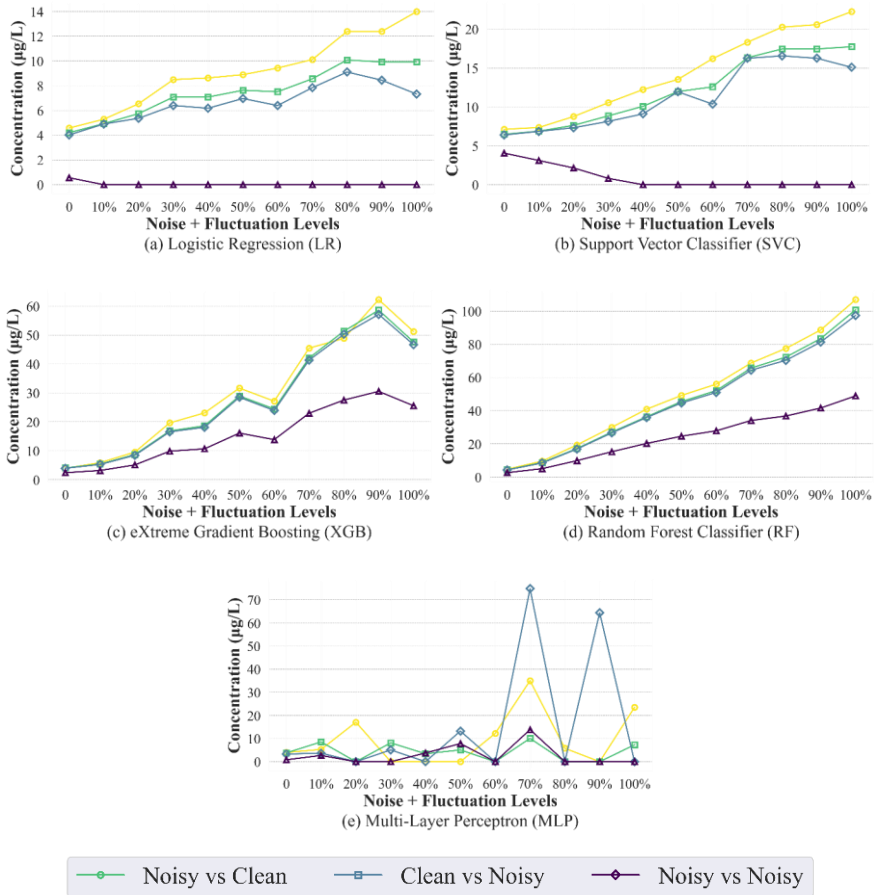 14
12
10
8
6
4
2
0
Concentration (µg/L)
0 10% 20% 30% 40% 50% 60% 70% 80% 90% 100%
Noise + Fluctuation Levels
(a) Logistic Regression (LR)
20
15
10
5
0
Concentration (µg/L)
0 10% 20% 30% 40% 50% 60% 70% 80% 90% 100%
Noise + Fluctuation Levels
(b) Support Vector Classifier (SVC)
60
50
40
30
20
10
0
Concentration (µg/L)
0 10% 20% 30% 40% 50% 60% 70% 80% 90% 100%
Noise + Fluctuation Levels
(c) eXtreme Gradient Boosting (XGB)
100
80
60
40
20
0
Concentration (µg/L)
0 10% 20% 30% 40% 50% 60% 70% 80% 90% 100%
Noise + Fluctuation Levels
(d) Random Forest Classifier (RF)
70
60
50
40
30
20
10
0
Concentration (µg/L)
0 10% 20% 30% 40% 50% 60% 70% 80% 90% 100%
Noise + Fluctuation Levels
(e) Multi-Layer Perceptron (MLP)
Noisy vs Clean Clean vs Noisy Noisy vs Noisy